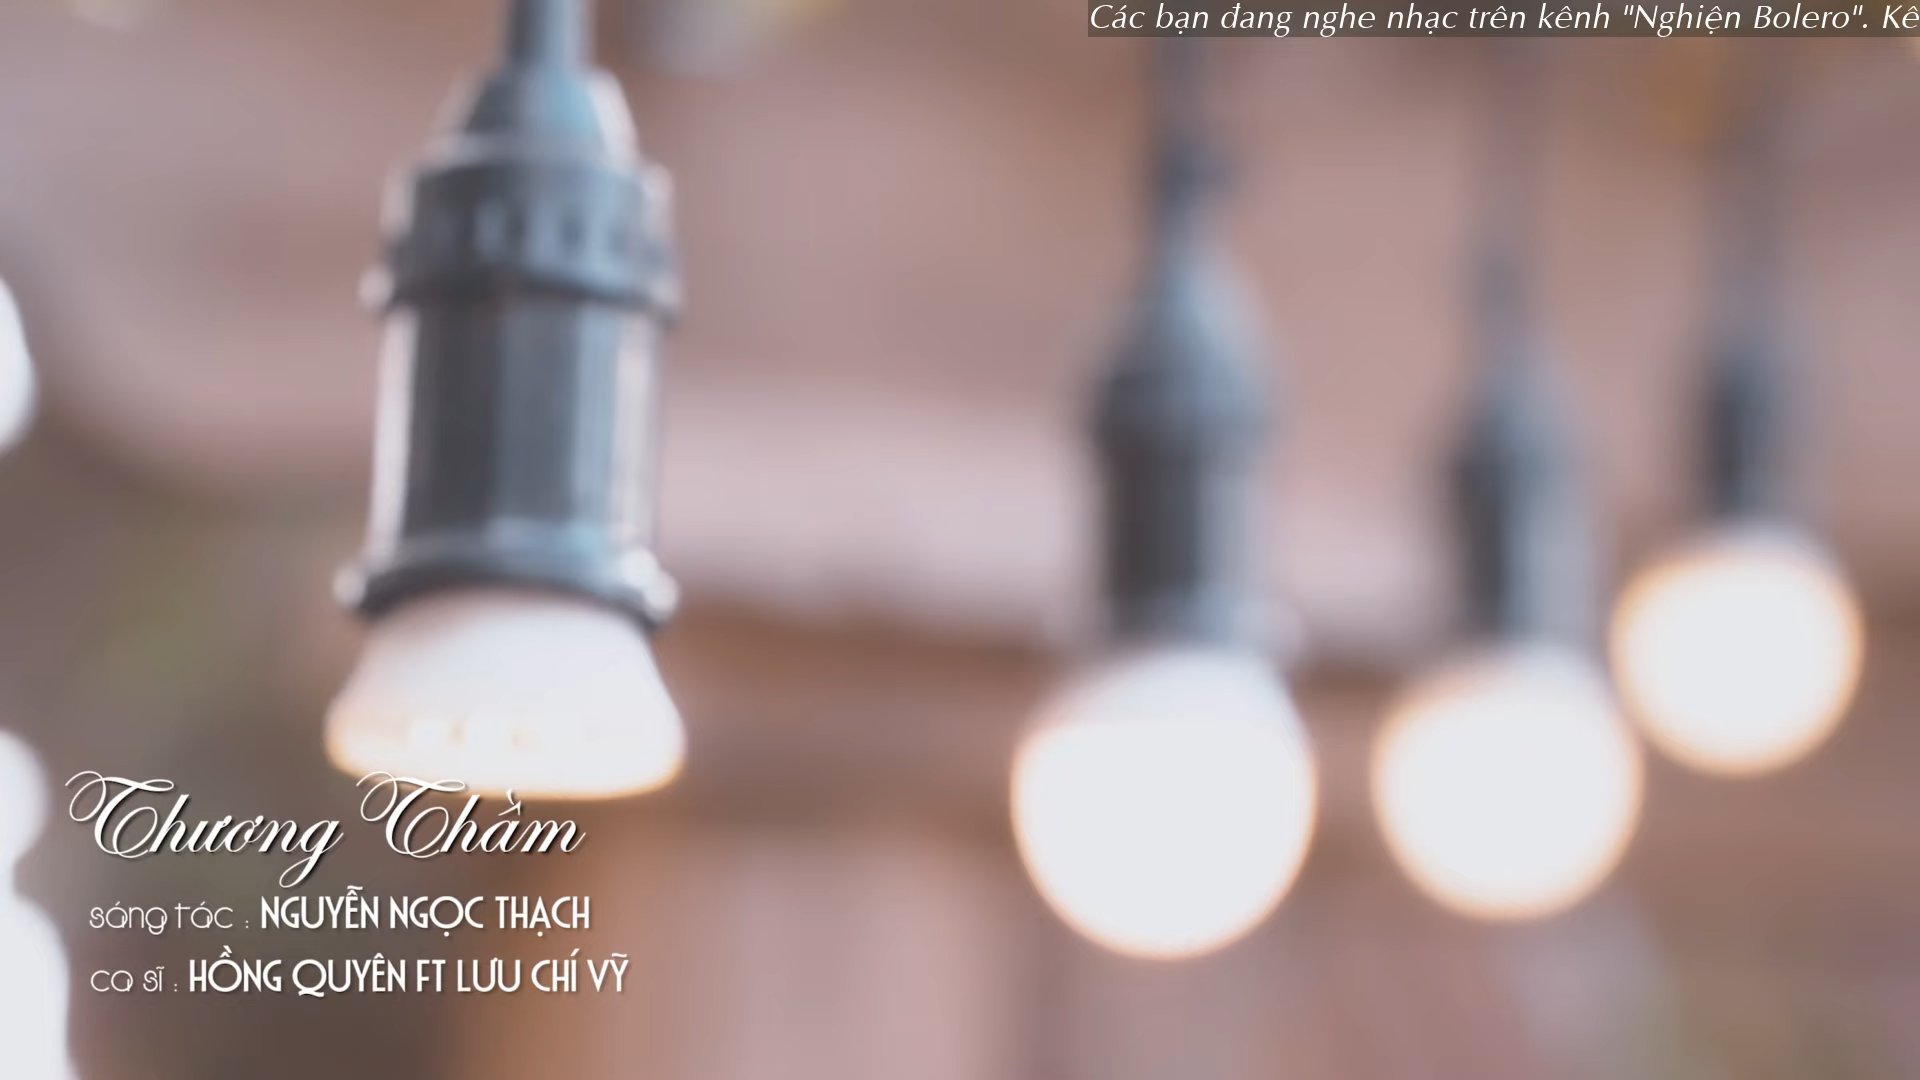 Các bạn đang nghe nhạc trên kênh "Nghiện Bolero". Kê
Thương Thầm
sáng tác : NGUYỄN NGỌC THẠCH
ca sĩ : HỒNG QUYÊN FT LƯU CHÍ VỸ